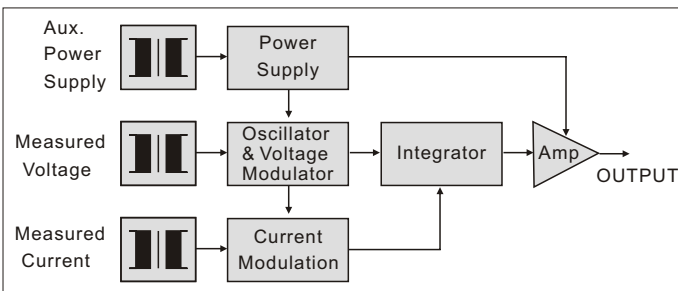 Aux.
Power
Supply
Power
Supply
Measured
Voltage
Oscillator
& Voltage
Modulator
Integrator
Amp
OUTPUT
Measured
Current
Current
Modulation